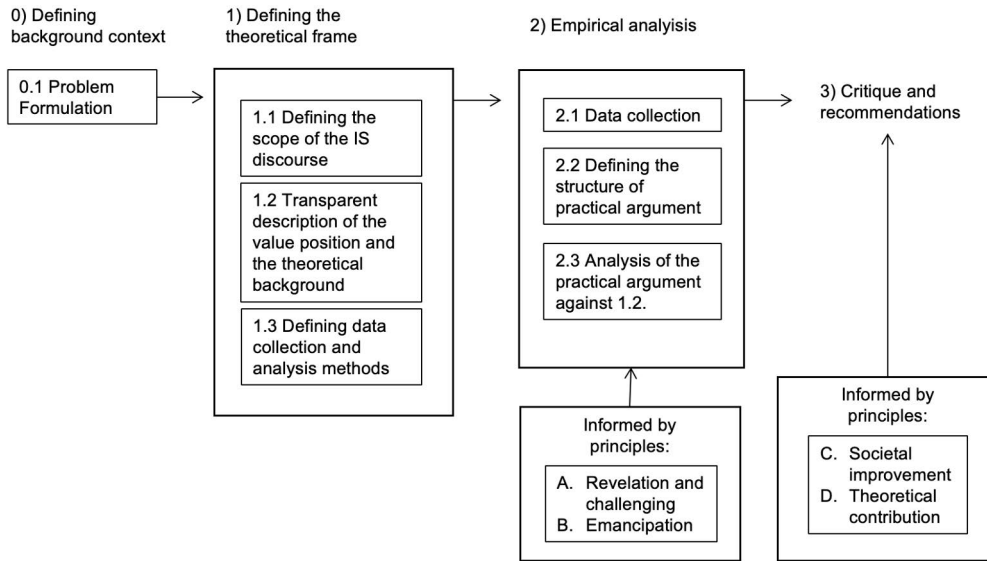 0) Defining
background context
0.1 Problem
Formulation
1) Defining the
theoretical frame
1.1 Defining the
scope of the IS
discourse
1.2 Transparent
description of the
value position and
the theoretical
background
1.3 Defining data
collection and
analysis methods
2) Empirical analyisis
2.1 Data collection
2.2 Defining the
structure of
practical argument
2.3 Analysis of the
practical argument
against 1.2.
Informed by
principles:
A. Revelation and
challenging
B. Emancipation
3) Critique and
recommendations
Informed by
principles:
C. Societal
improvement
D. Theoretical
contribution